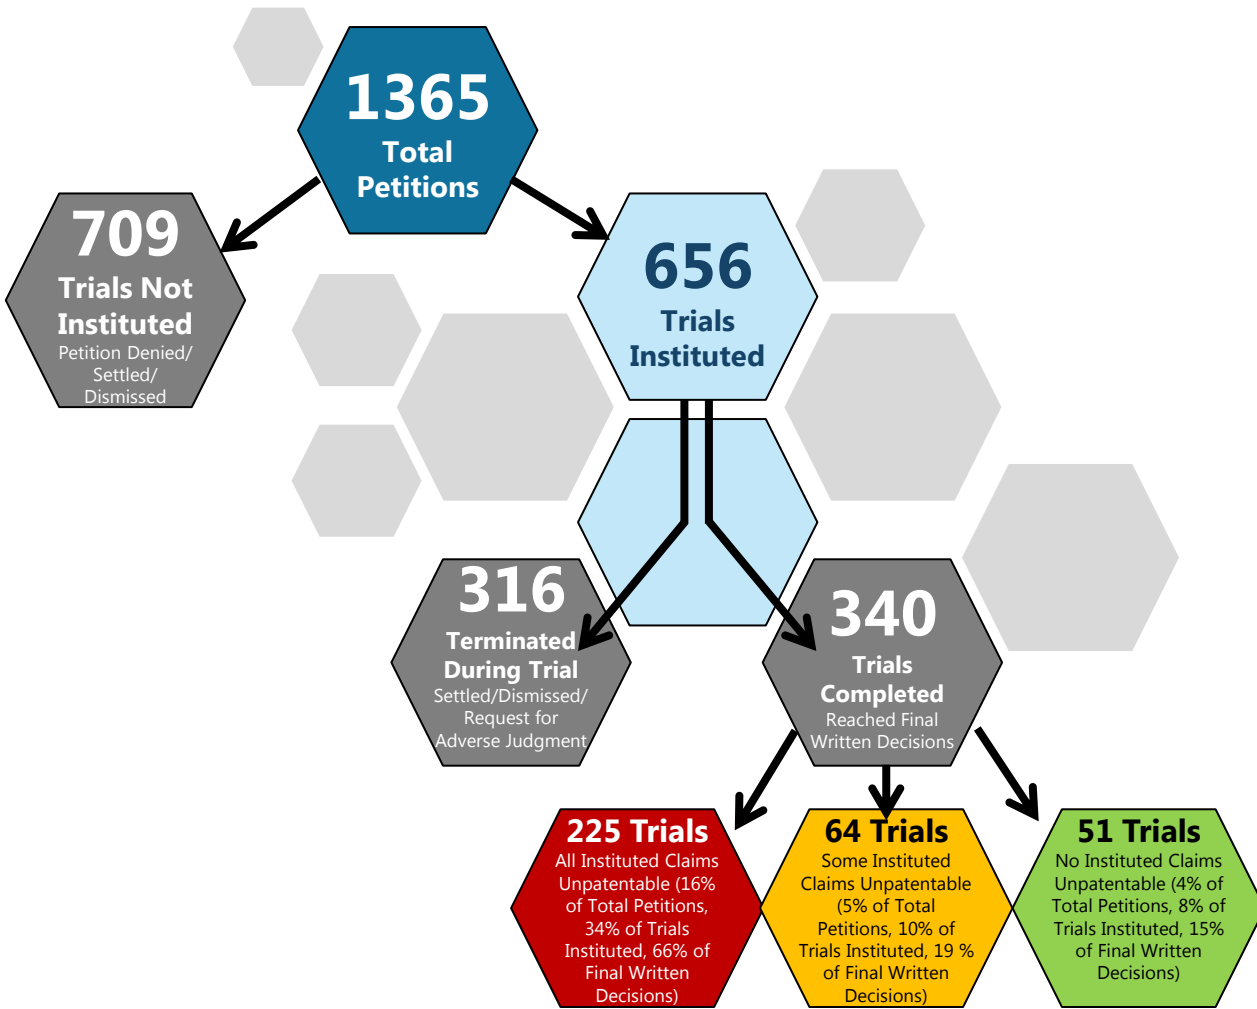 1365
Total
Petitions
709
Trials Not
Instituted
Petition Denied/
Settled/
Dismissed
656
Trials
Instituted
316
Terminated
During Trial
Settled/Dismissed/
Request for
Adverse Judgment
340
Trials
Completed
Reached Final
Written Decisions
225 Trials
All Instituted Claims
Unpatentable (16%
of Total Petitions,
34% of Trials
Instituted, 66% of
Final Written
Decisions)
64 Trials
Some Instituted
Claims Unpatentable
(5% of Total
Petitions, 10% of
Trials Instituted, 19 %
of Final Written
Decisions)
51 Trials
No Instituted Claims
Unpatentable (4% of
Total Petitions, 8% of
Trials Instituted, 15%
of Final Written
Decisions)